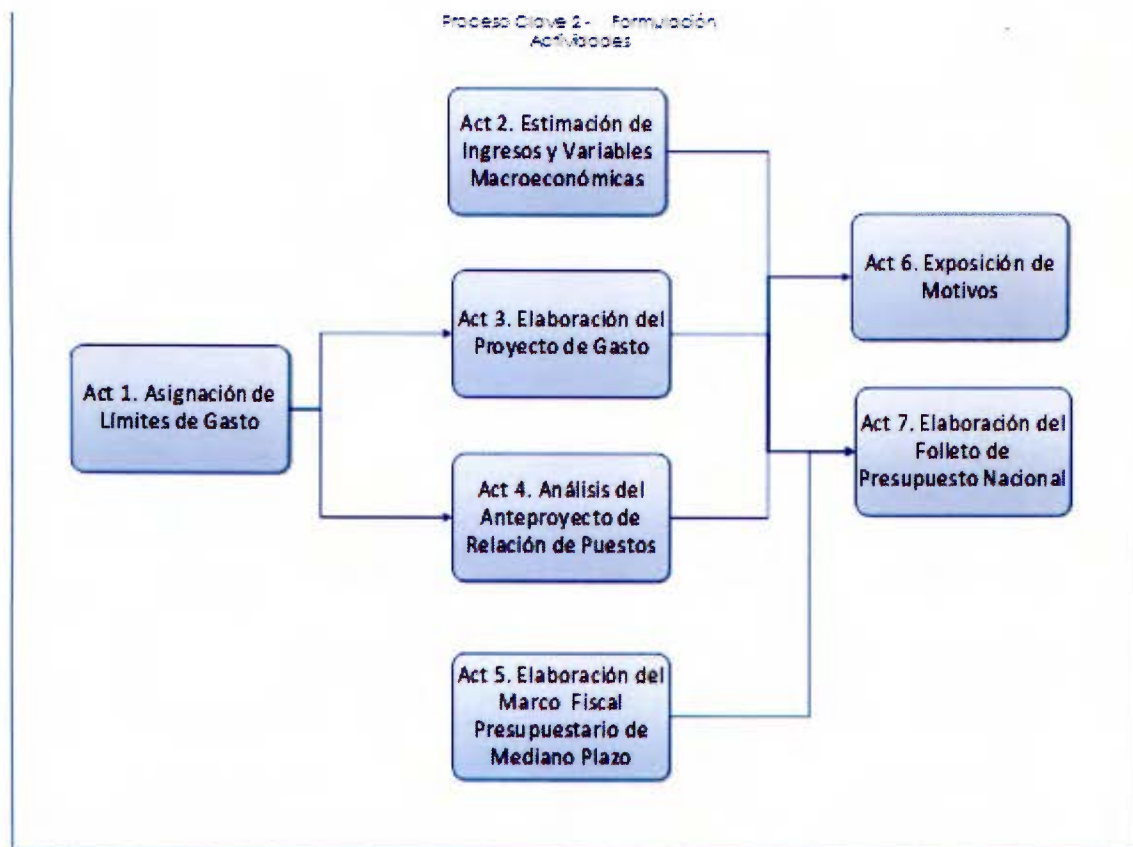 Proceso Clave 2 - Formulación
Actividades
Act 2. Estimación de
Ingresos y Variables
Macroeconómicas
Act 6. Exposición de
Motivos
Act 3. Elaboración del
Proyecto de Gasto
Act 1. Asignación de
Límites de Gasto
Act 7. Elaboración del
Folleto de
Presupuesto Nacional
Act 4. Análisis del
Anteproyecto de
Relación de Puestos
Act 5. Elaboración del
Marco Fiscal
Presupuestario de
Mediano Plazo